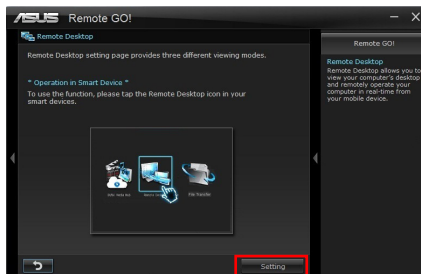 ASUS Remote GO!
Remote Desktop
Remote Desktop setting page provides three different viewing modes.
* Operation in Smart Device *
To use the function, please tap the Remote Desktop icon in your
smart devices.
File Transfer
Setting
Remote GO!
Remote Desktop
Remote Desktop allows you to
view your computer's desktop
and remotely operate your
computer in real-time from
your mobile device.